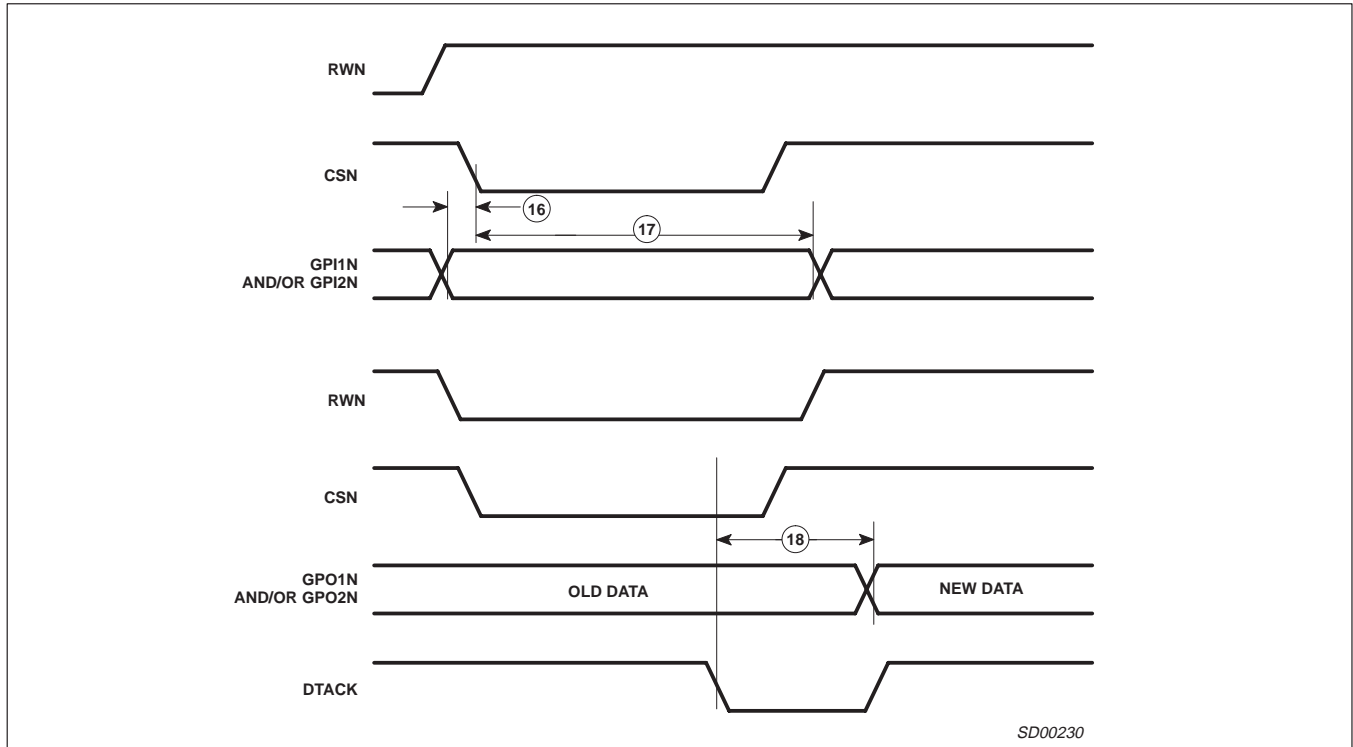 RWN
CSN
16
17
GPI1N
AND/OR GPI2N
RWN
CSN
18
GPO1N
AND/OR GPO2N
OLD DATA
NEW DATA
DTACK
SD00230